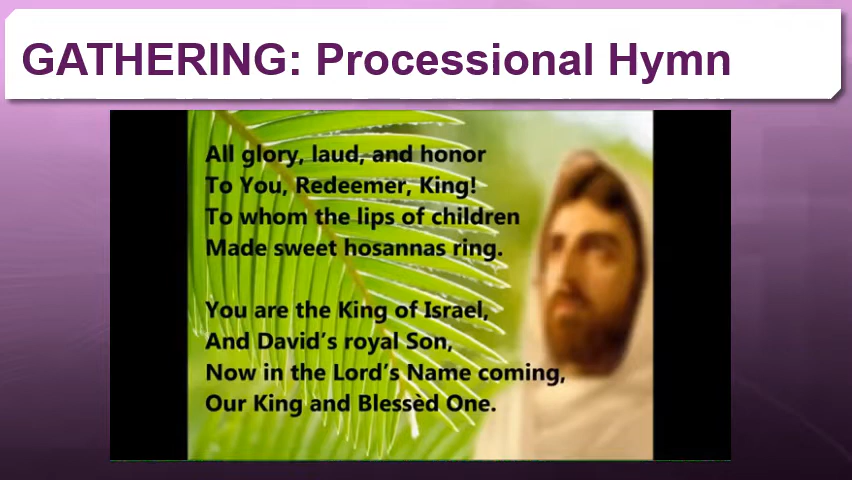 GATHERING: Processional Hymn
All glory, laud, and honor
To You, Redeemer, King!
To whom the lips of children
Made sweet hosannas ring.
You are the King of Israel,
And David's royal Son,
Now in the Lord's Name coming,
Our King and Blessèd One.